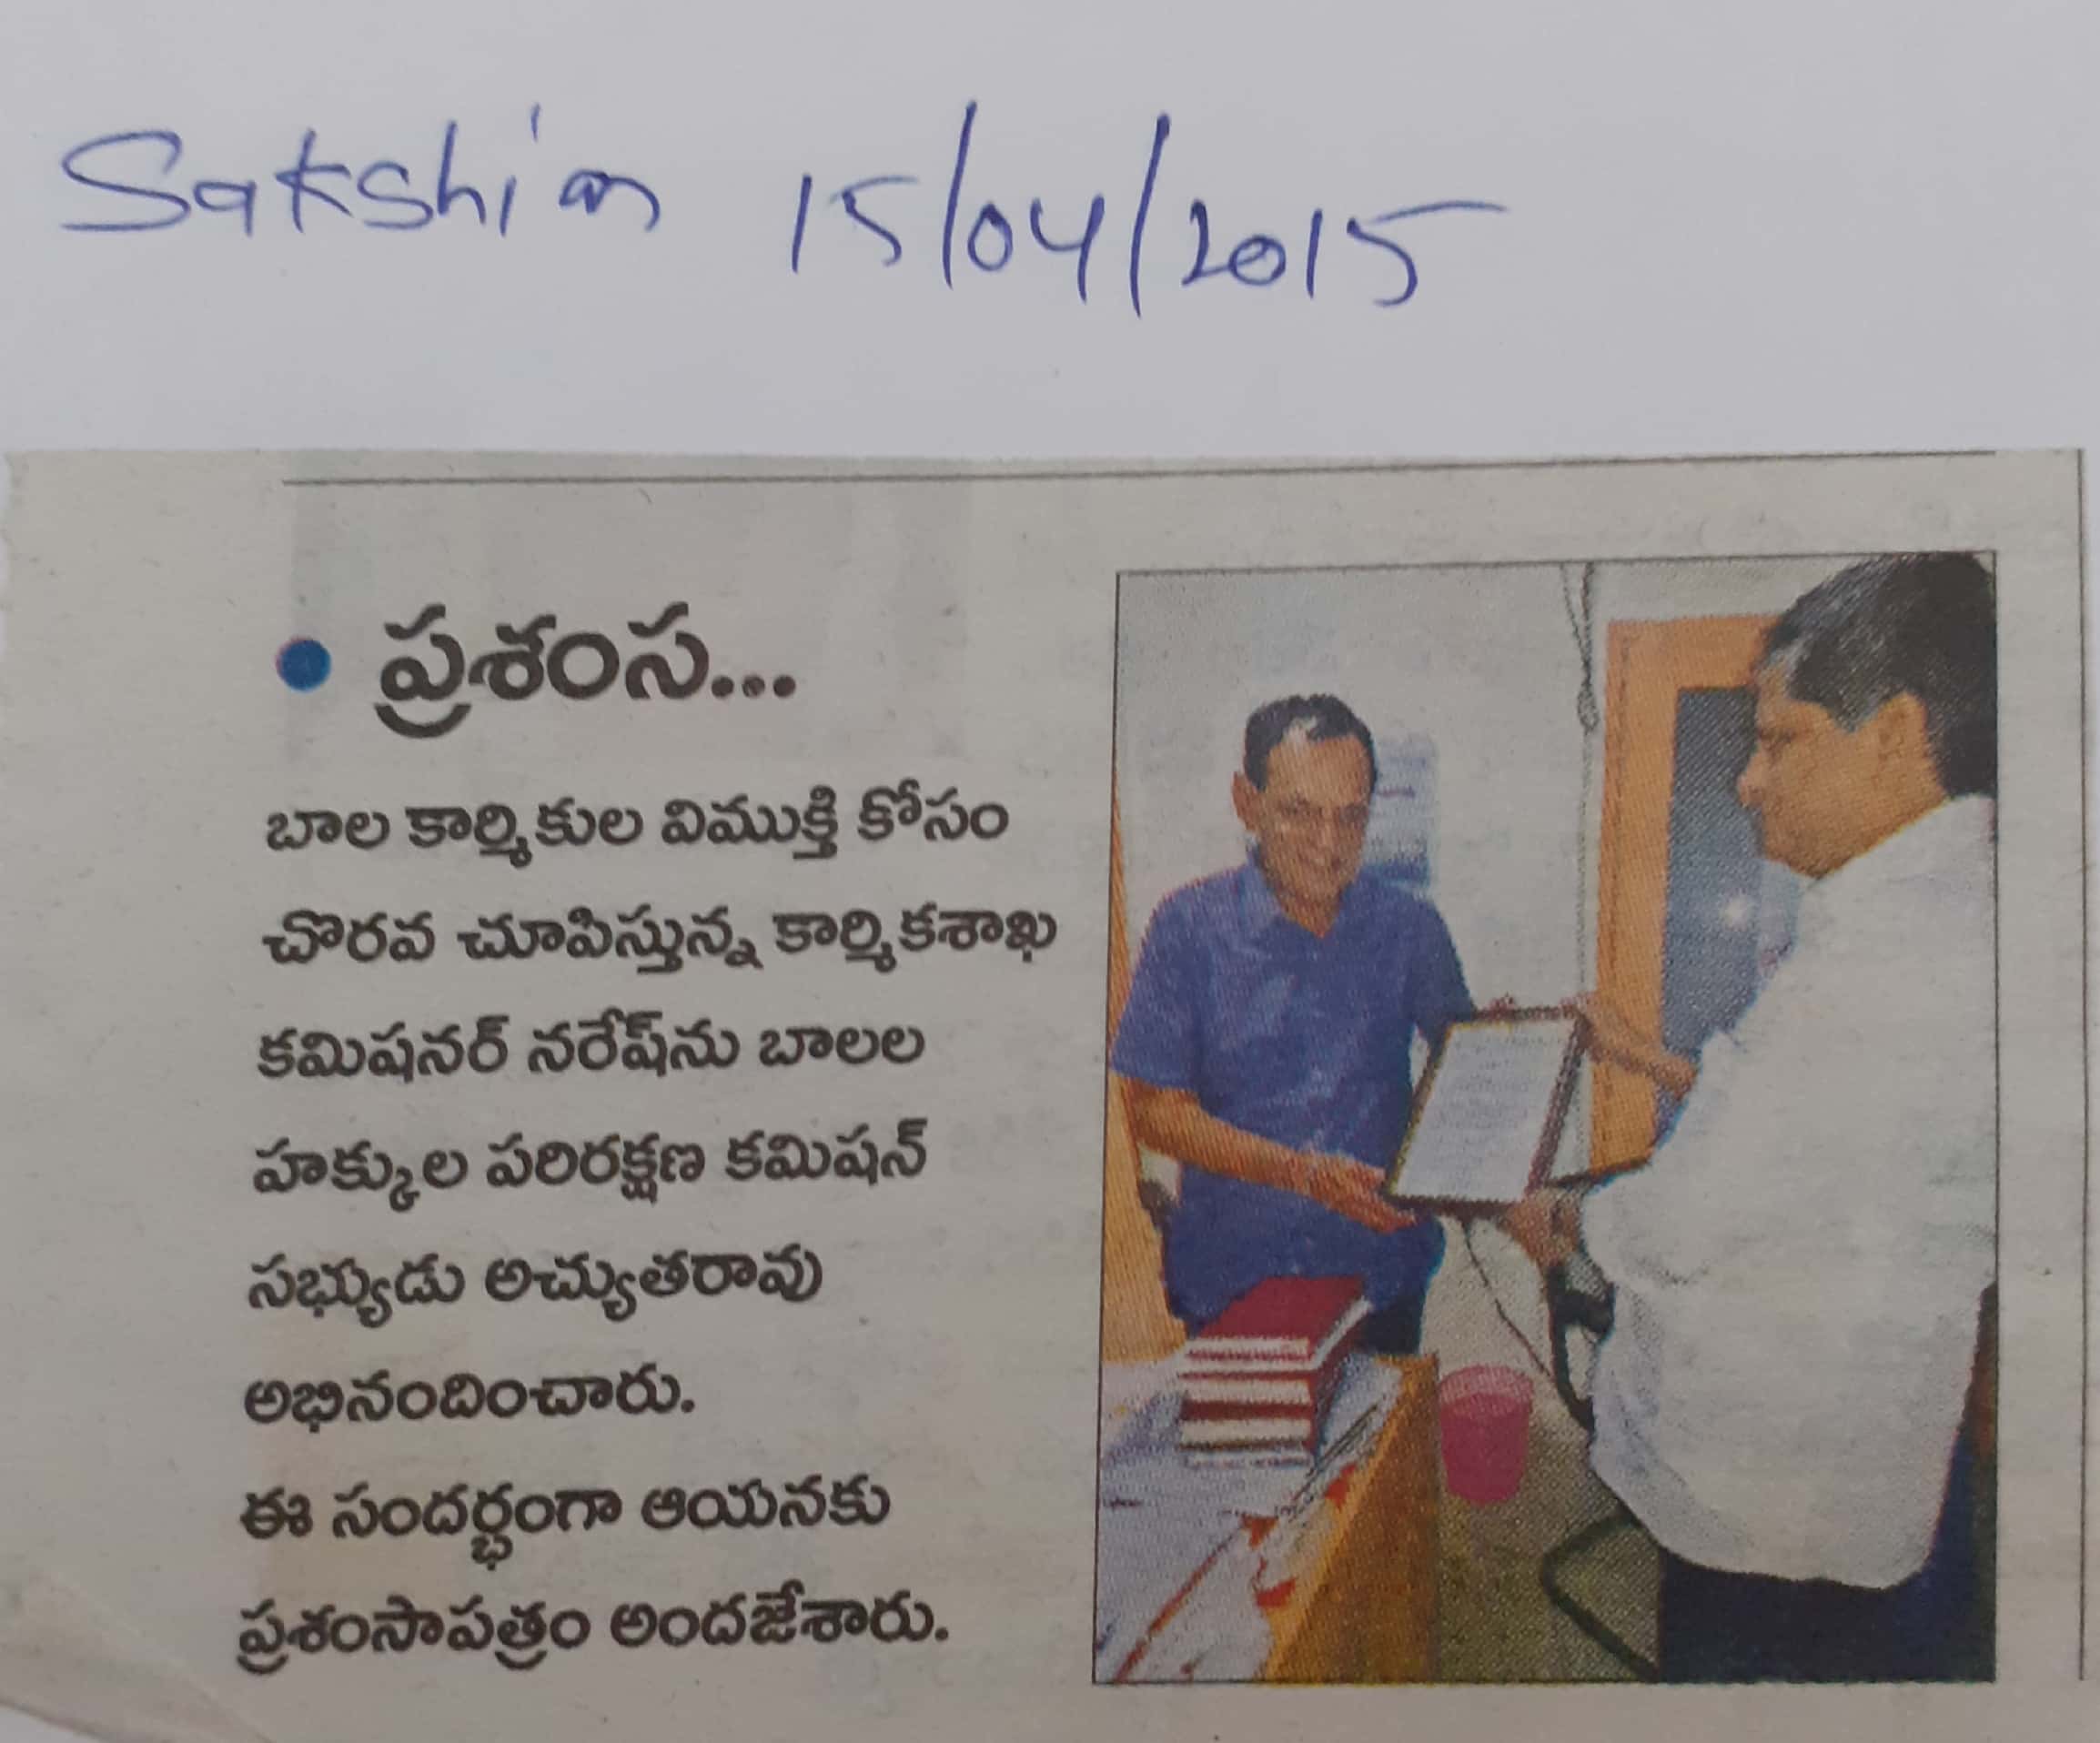 Sakshi in 15/04/2015
• ప్రశంస...
బాల కార్మికుల విముక్తి కోసం
చొరవ చూపిస్తున్న కార్మికశాఖ
కమిషనర్ నరేష్‌ను బాలల
హక్కుల పరిరక్షణ కమిషన్
సభ్యుడు అచ్యుతరావు
అభినందించారు.
ఈ సందర్భంగా ఆయనకు
ప్రశంసాపత్రం అందజేశారు.